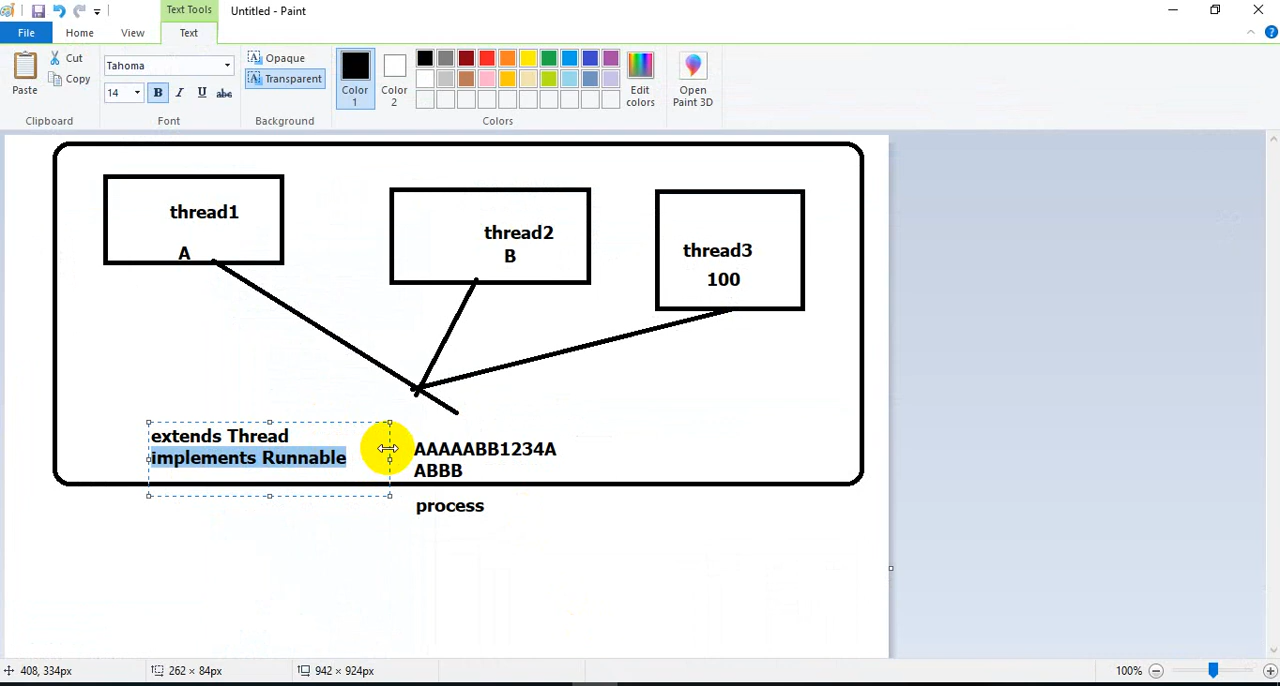 Text Tools
Untitled - Paint
File
Home
View
Text
Paste
Cut
Copy
Clipboard
Tahoma
14
B I U abc
Font
Opaque
Transparent
Background
Color 1
Color 2
Edit colors
Colors
Open Paint 3D
thread1
A
thread2
B
thread3
100
extends Thread
implements Runnable
AAAAABB1234A
ABBB
process
408, 334px
262 × 84px
942 × 924px
100%